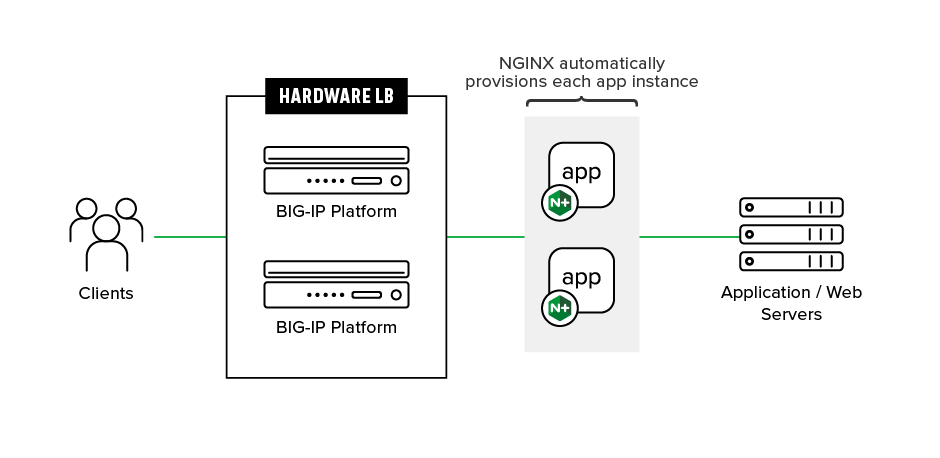 NGINX automatically
provisions each app instance
HARDWARE LB
BIG-IP Platform
BIG-IP Platform
Clients
app
N+
app
N+
Application / Web
Servers